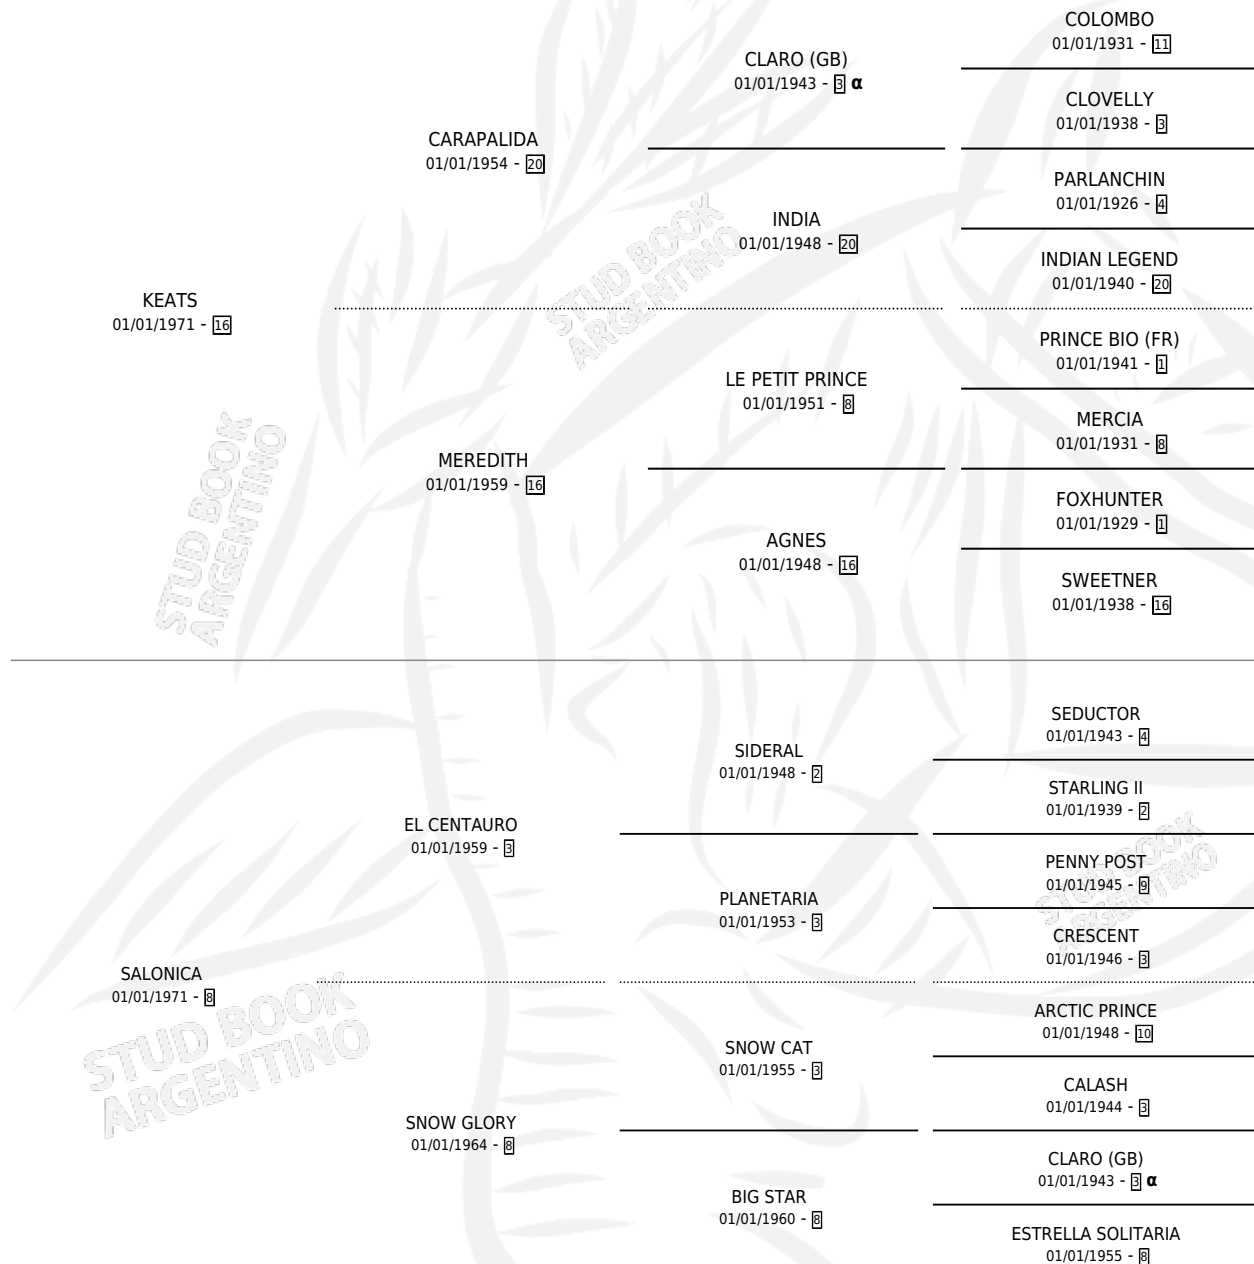 COLOMBO
01/01/1931 - 11
CLARO (GB)
01/01/1943 - 3 α
CLOVELLY
01/01/1938 - 3
CARAPALIDA
01/01/1954 - 20
PARLANCHIN
01/01/1926 - 4
INDIA
01/01/1948 - 20
INDIAN LEGEND
01/01/1940 - 20
KEATS
01/01/1971 - 16
PRINCE BIO (FR)
01/01/1941 - 1
LE PETIT PRINCE
01/01/1951 - 8
MERCIA
01/01/1931 - 8
MEREDITH
01/01/1959 - 16
FOXHUNTER
01/01/1929 - 1
AGNES
01/01/1948 - 16
SWEETNER
01/01/1938 - 16
STUD BOOK
ARGENTINO
STUD BOOK
ARGENTINO
SEDUCTOR
01/01/1943 - 4
SIDERAL
01/01/1948 - 2
STARLING II
01/01/1939 - 2
EL CENTAURO
01/01/1959 - 3
PENNY POST
01/01/1945 - 9
PLANETARIA
01/01/1953 - 3
CRESCENT
01/01/1946 - 3
STUD BOOK
ARGENTINO
SALONICA
01/01/1971 - 8
ARCTIC PRINCE
01/01/1948 - 10
SNOW CAT
01/01/1955 - 3
CALASH
01/01/1944 - 3
STUD BOOK
ARGENTINO
SNOW GLORY
01/01/1964 - 8
CLARO (GB)
01/01/1943 - 3 α
BIG STAR
01/01/1960 - 8
ESTRELLA SOLITARIA
01/01/1955 - 8